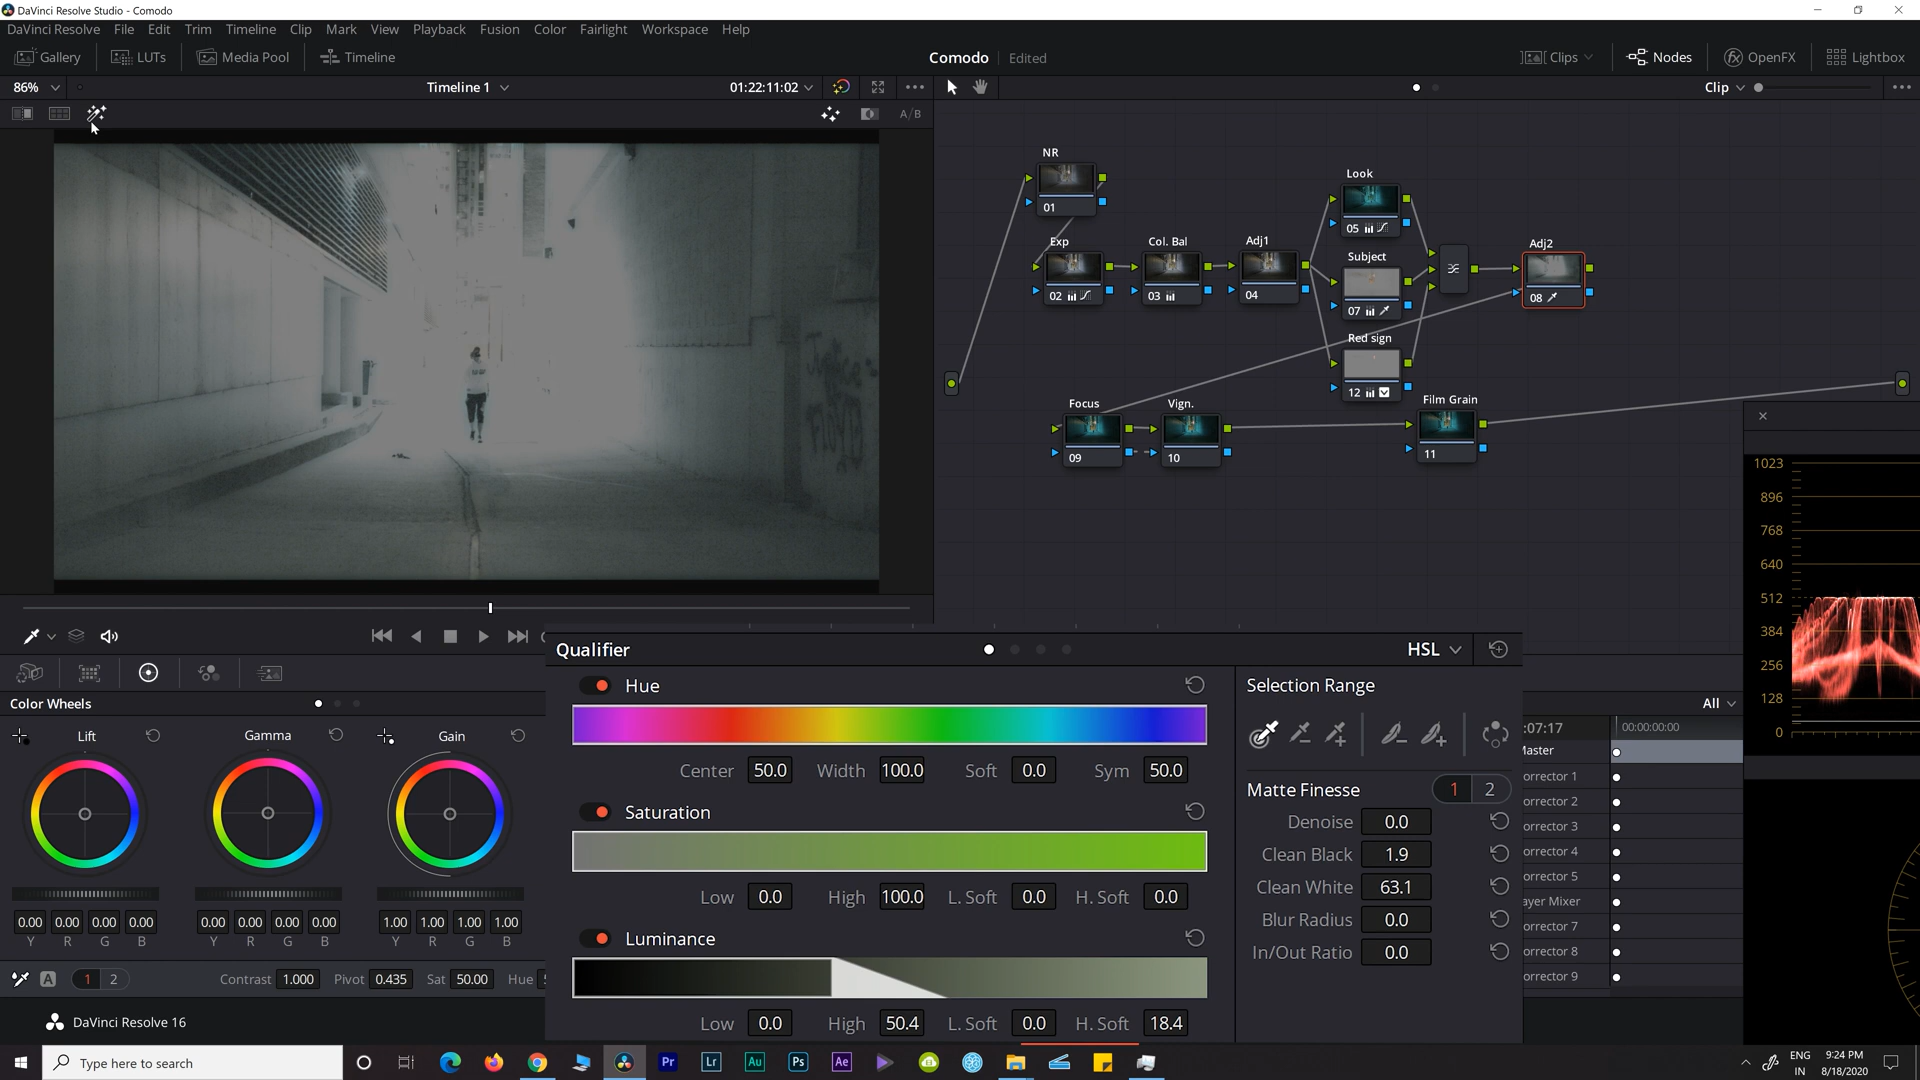 DaVinci Resolve Studio - Comodo
DaVinci Resolve File Edit Trim Timeline Clip Mark View Playback Fusion Color Fairlight Workspace Help
Gallery LUTs Media Pool Timeline Comodo Edited Clips Nodes OpenFX Lightbox
86% Timeline 1 01:22:11:02 Clip
A/B
NR
01
Look
05
Exp Col. Bal Adj1 Subject Adj2
02 03 04 07 08
Red sign
12
Focus Vign. Film Grain
09 10 11
1023
896
768
640
512
384
256
128
0
Qualifier HSL
Hue
Center 50.0 Width 100.0 Soft 0.0 Sym 50.0
Saturation
Low 0.0 High 100.0 L. Soft 0.0 H. Soft 0.0
Luminance
Low 0.0 High 50.4 L. Soft 0.0 H. Soft 18.4
Selection Range
Matte Finesse 1 2
Denoise 0.0
Clean Black 1.9
Clean White 63.1
Blur Radius 0.0
In/Out Ratio 0.0
Color Wheels
Lift Gamma Gain
0.00 0.00 0.00 0.00 0.00 0.00 0.00 0.00 1.00 1.00 1.00 1.00
Y R G B Y R G B Y R G B
A 1 2 Contrast 1.000 Pivot 0.435 Sat 50.00 Hue
All
:07:17 00:00:00:00
Master
orrector 1
orrector 2
orrector 3
orrector 4
orrector 5
ayer Mixer
orrector 7
orrector 8
orrector 9
DaVinci Resolve 16
Type here to search
Pr Lr Au Ps Ae
ENG
IN
9:24 PM
8/18/2020